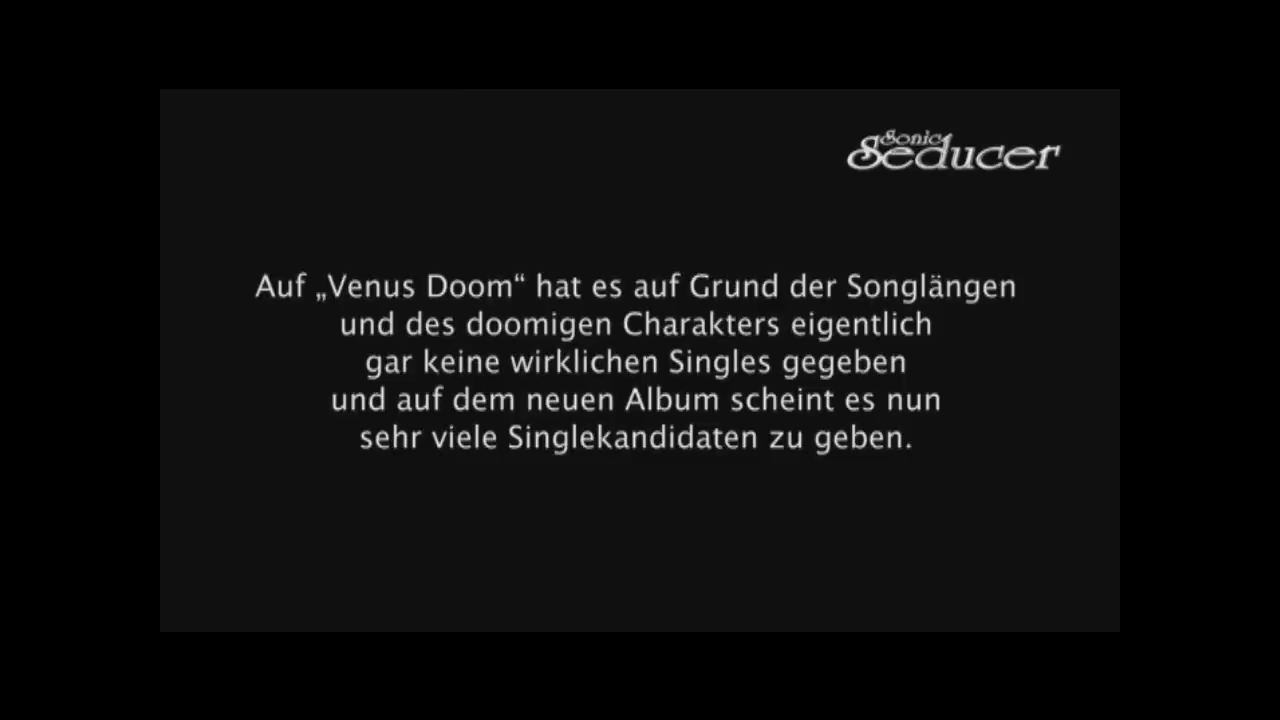 Sonic
Seducer
Auf „Venus Doom“ hat es auf Grund der Songlängen
und des doomigen Charakters eigentlich
gar keine wirklichen Singles gegeben
und auf dem neuen Album scheint es nun
sehr viele Singlekandidaten zu geben.